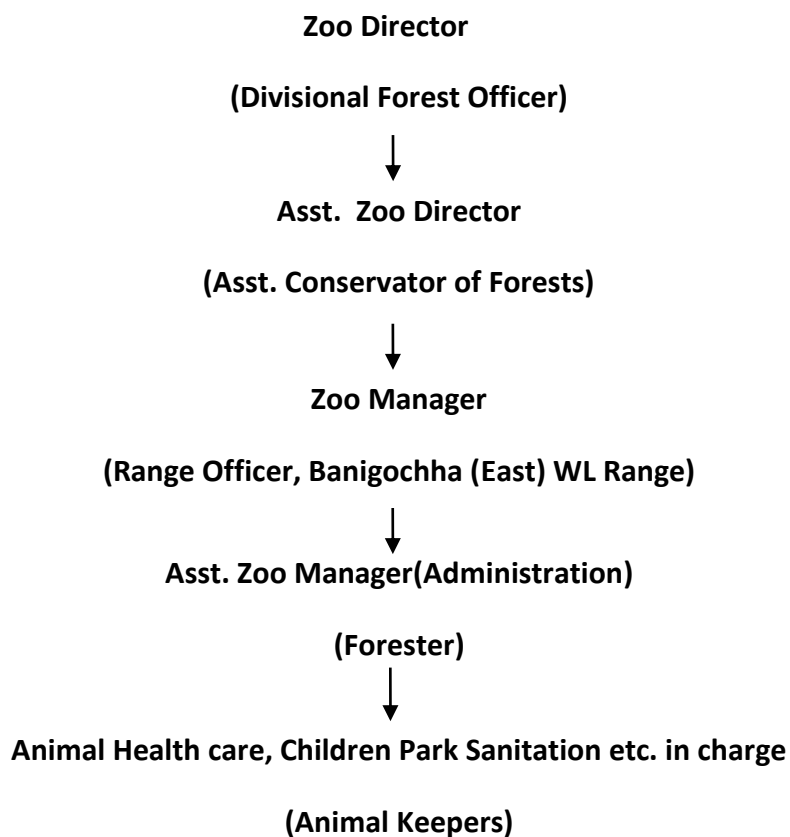 Zoo Director
(Divisional Forest Officer)
Asst. Zoo Director
(Asst. Conservator of Forests)
Zoo Manager
(Range Officer, Banigochha (East) WL Range)
Asst. Zoo Manager(Administration)
(Forester)
Animal Health care, Children Park Sanitation etc. in charge
(Animal Keepers)